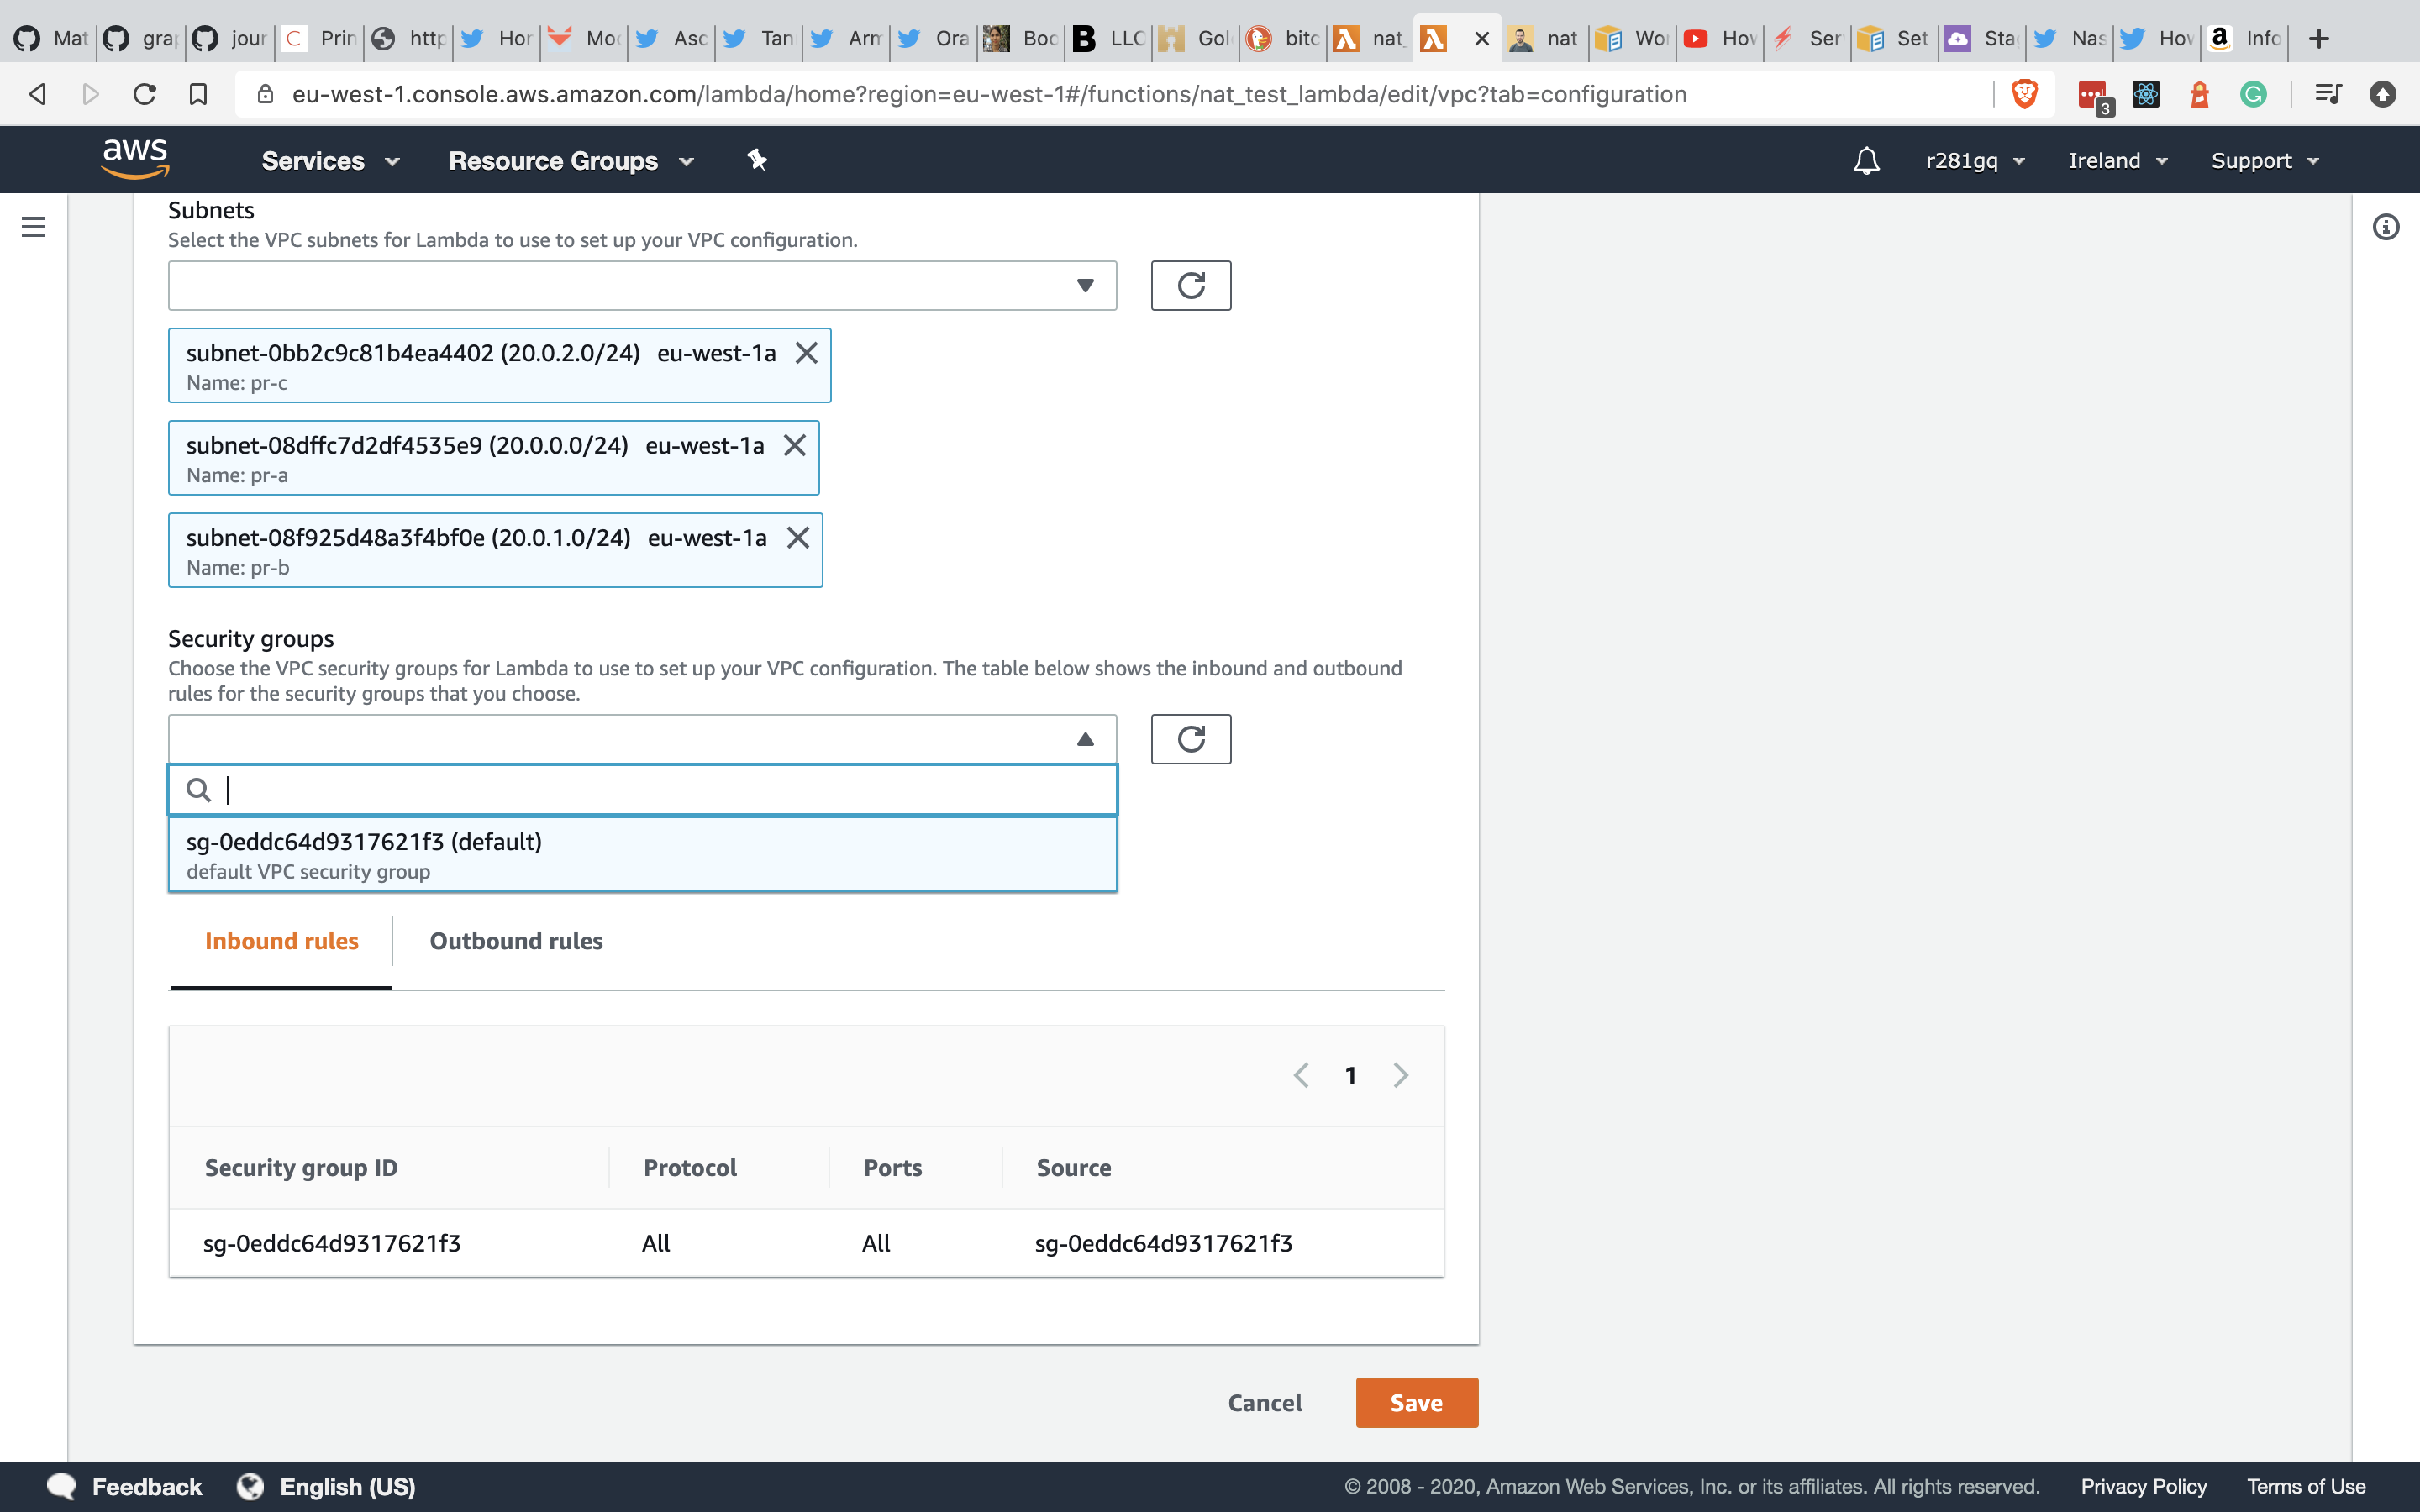 Mat
gra
jour
C
Prin
http
Hor
Mod
Asc
Tan
Arm
Ora
Boo
B
LLC
Gol
bitc
nat_
nat
Wor
How
Ser
Set
Sta
Nas
How
a
Info
eu-west-1.console.aws.amazon.com/lambda/home?region=eu-west-1#/functions/nat_test_lambda/edit/vpc?tab=configuration
3
aws
Services
Resource Groups
r281gq
Ireland
Support
Subnets
Select the VPC subnets for Lambda to use to set up your VPC configuration.
subnet-0bb2c9c81b4ea4402 (20.0.2.0/24) eu-west-1a
Name: pr-c
subnet-08dffc7d2df4535e9 (20.0.0.0/24) eu-west-1a
Name: pr-a
subnet-08f925d48a3f4bf0e (20.0.1.0/24) eu-west-1a
Name: pr-b
Security groups
Choose the VPC security groups for Lambda to use to set up your VPC configuration. The table below shows the inbound and outbound
rules for the security groups that you choose.
sg-0eddc64d9317621f3 (default)
default VPC security group
Inbound rules
Outbound rules
1
Security group ID
Protocol
Ports
Source
sg-0eddc64d9317621f3
All
All
sg-0eddc64d9317621f3
Cancel
Save
Feedback
English (US)
© 2008 - 2020, Amazon Web Services, Inc. or its affiliates. All rights reserved.
Privacy Policy
Terms of Use